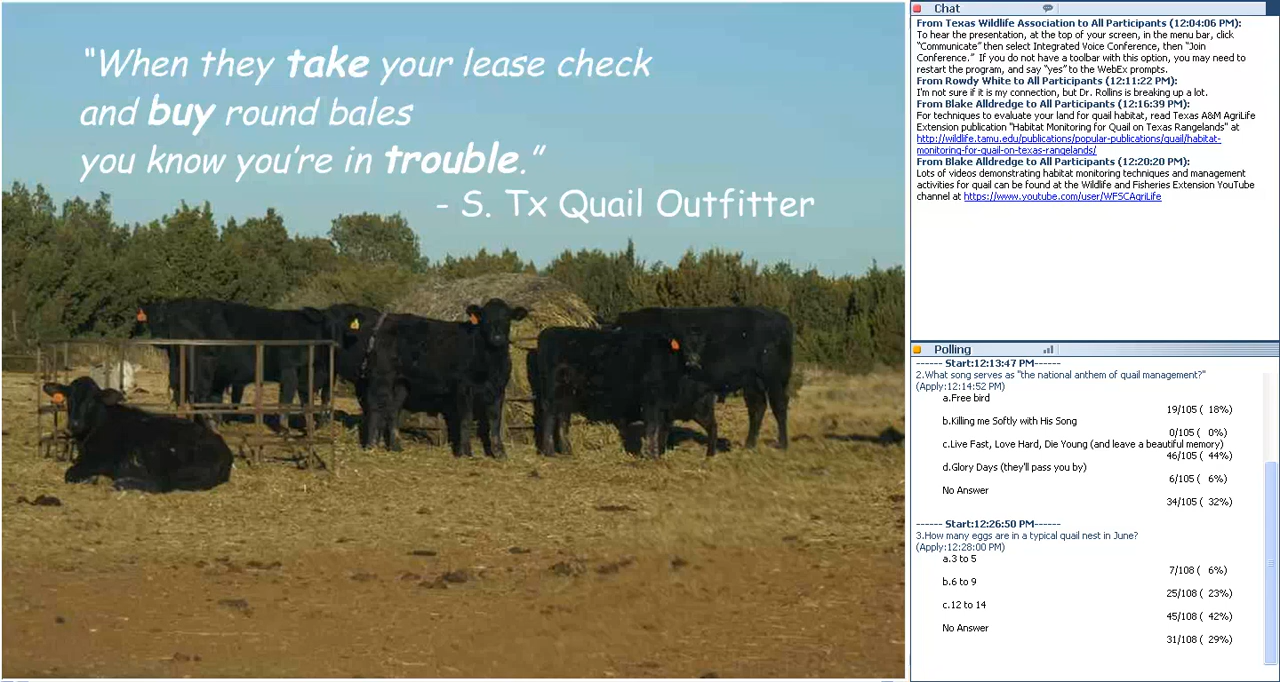 “When they take your lease check
and buy round bales
you know you’re in trouble.”
- S. Tx Quail Outfitter
Chat
From Texas Wildlife Association to All Participants (12:04:06 PM):
To hear the presentation, at the top of your screen, in the menu bar, click
"Communicate" then select Integrated Voice Conference, then "Join
Conference." If you do not have a toolbar with this option, you may need to
restart the program, and say "yes" to the WebEx prompts.
From Rowdy White to All Participants (12:11:22 PM):
I'm not sure if it is my connection, but Dr. Rollins is breaking up a lot.
From Blake Alldredge to All Participants (12:16:39 PM):
For techniques to evaluate your land for quail habitat, read Texas A&M AgriLife
Extension publication "Habitat Monitoring for Quail on Texas Rangelands" at
http://wildlife.tamu.edu/publications/popular-publications/quail/habitat-
monitoring-for-quail-on-texas-rangelands/
From Blake Alldredge to All Participants (12:20:20 PM):
Lots of videos demonstrating habitat monitoring techniques and management
activities for quail can be found at the Wildlife and Fisheries Extension YouTube
channel at https://www.youtube.com/user/WFSCAgriLife
Polling
------ Start:12:13:47 PM------
2.What song serves as "the national anthem of quail management?"
(Apply:12:14:52 PM)
a.Free bird
19/105 ( 18%)
b.Killing me Softly with His Song
0/105 ( 0%)
c.Live Fast, Love Hard, Die Young (and leave a beautiful memory)
46/105 ( 44%)
d.Glory Days (they'll pass you by)
6/105 ( 6%)
No Answer
34/105 ( 32%)
------ Start:12:26:50 PM------
3.How many eggs are in a typical quail nest in June?
(Apply:12:28:00 PM)
a.3 to 5
7/108 ( 6%)
b.6 to 9
25/108 ( 23%)
c.12 to 14
45/108 ( 42%)
No Answer
31/108 ( 29%)